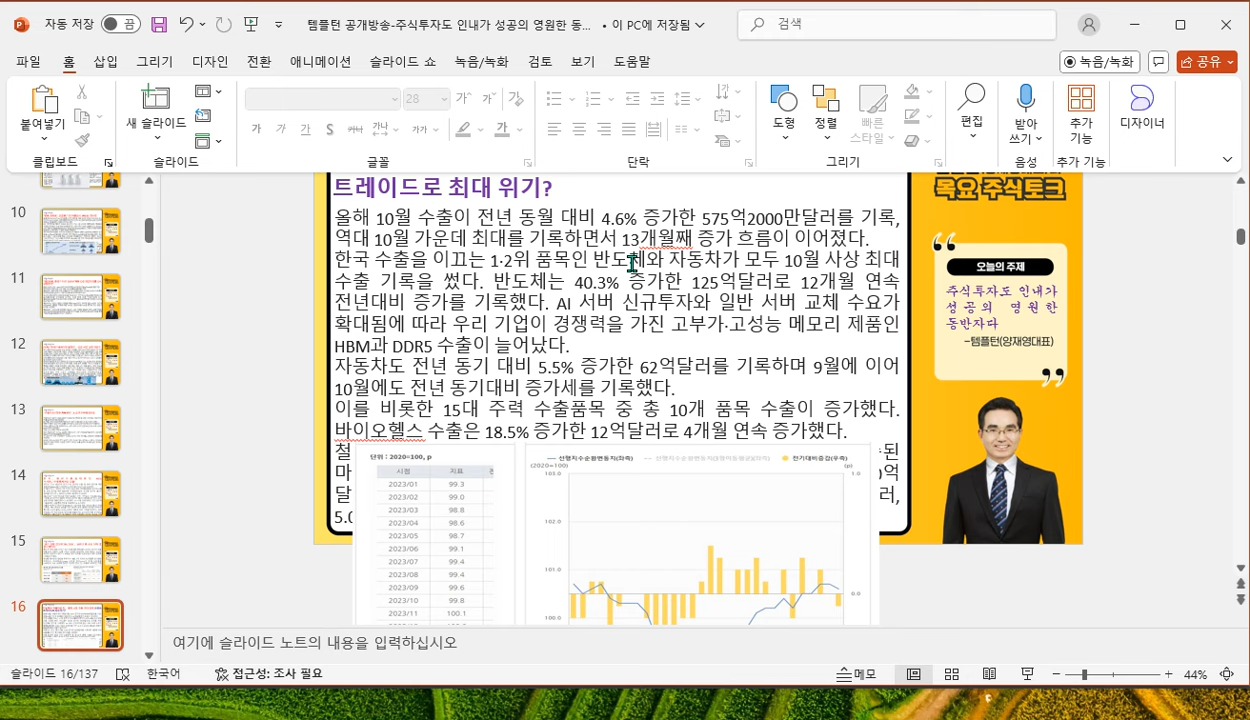 자동 저장 끔 템플턴 공개방송-주식투자도 인내가 성공의 영원한 동... • 이 PC에 저장됨 검색
파일 홈 삽입 그리기 디자인 전환 애니메이션 슬라이드 쇼 녹음/녹화 검토 보기 도움말 녹음/녹화 공유
붙여넣기 새 슬라이드 28 도형 정렬 빠른 스타일 편집 받아쓰기 추가 기능 디자이너
클립보드 슬라이드 글꼴 단락 그리기 음성 추가 기능
10
11
12
13
14
15
16
트레이드로 최대 위기?
올해 10월 수출이 전년 동월 대비 4.6% 증가한 575억2000만달러를 기록,
역대 10월 가운데 최대를 기록하면서 13개월째 증가 흐름이 이어졌다.
한국 수출을 이끄는 1·2위 품목인 반도체와 자동차가 모두 10월 사상 최대
수출 기록을 썼다. 반도체는 40.3% 증가한 125억달러로 12개월 연속
전년대비 증가를 기록했다. AI 서버 신규투자와 일반 서버 교체 수요가
확대됨에 따라 우리 기업이 경쟁력을 가진 고부가·고성능 메모리 제품인
HBM과 DDR5 수출이 늘어났다.
자동차도 전년 동기 대비 5.5% 증가한 62억달러를 기록하며 9월에 이어
10월에도 전년 동기대비 증가세를 기록했다.
이를 비롯한 15대 주력 수출품목 중 총 10개 품목 수출이 증가했다.
바이오헬스 수출은 18.5% 증가한 12억달러로 4개월 연속 증가했다.
철
마
달
5.0
단위 : 2020=100, p
시점 지표
2023/01 99.3
2023/02 99.0
2023/03 98.8
2023/04 98.6
2023/05 98.7
2023/06 99.1
2023/07 99.4
2023/08 99.4
2023/09 99.6
2023/10 99.8
2023/11 100.1
선행지수순환변동치(좌측) 전기대비증감(우측)
(2020=100) (p)
103.0 1.0
102.0
101.0 0.0
100.0
목요 주식토크
오늘의 주제
주식투자도 인내가
성공의 영원한
동반자다
-템플턴(양재영대표)
여기에 슬라이드 노트의 내용을 입력하십시오
슬라이드 16/137 한국어 접근성: 조사 필요 메모 44%